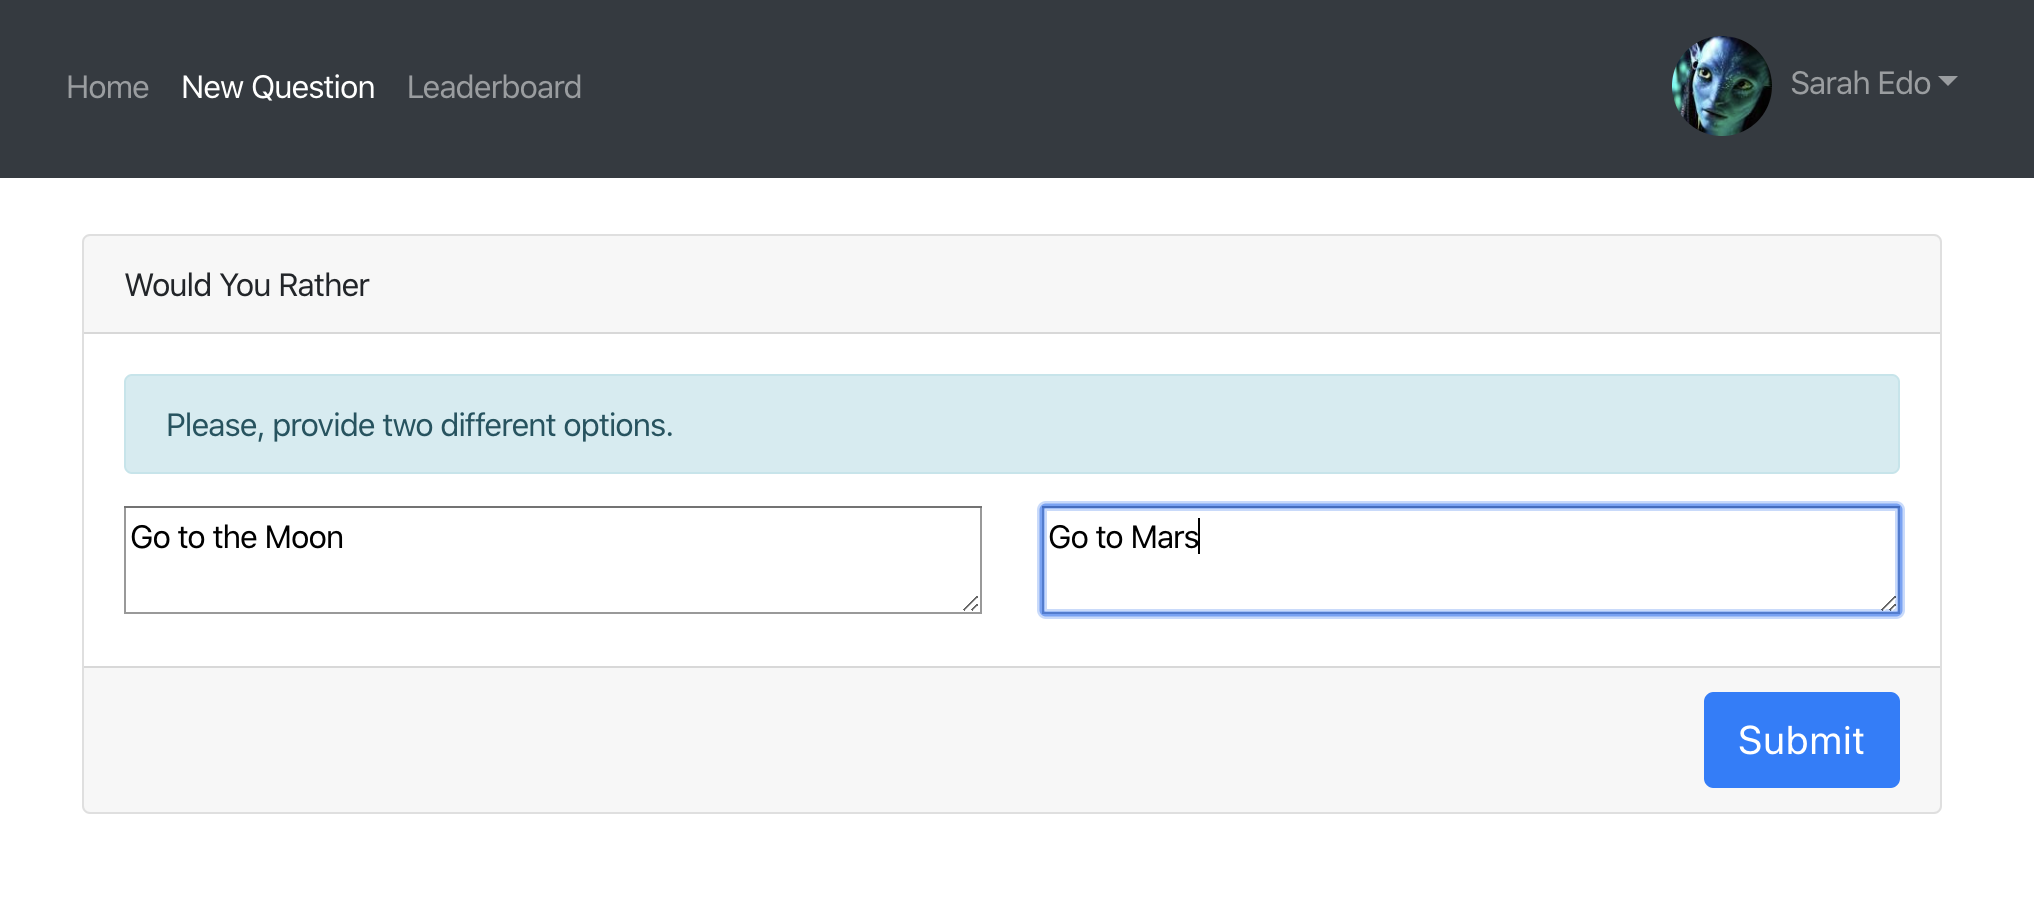 Home New Question Leaderboard Sarah Edo
Would You Rather
Please, provide two different options.
Go to the Moon
Go to Mars
Submit